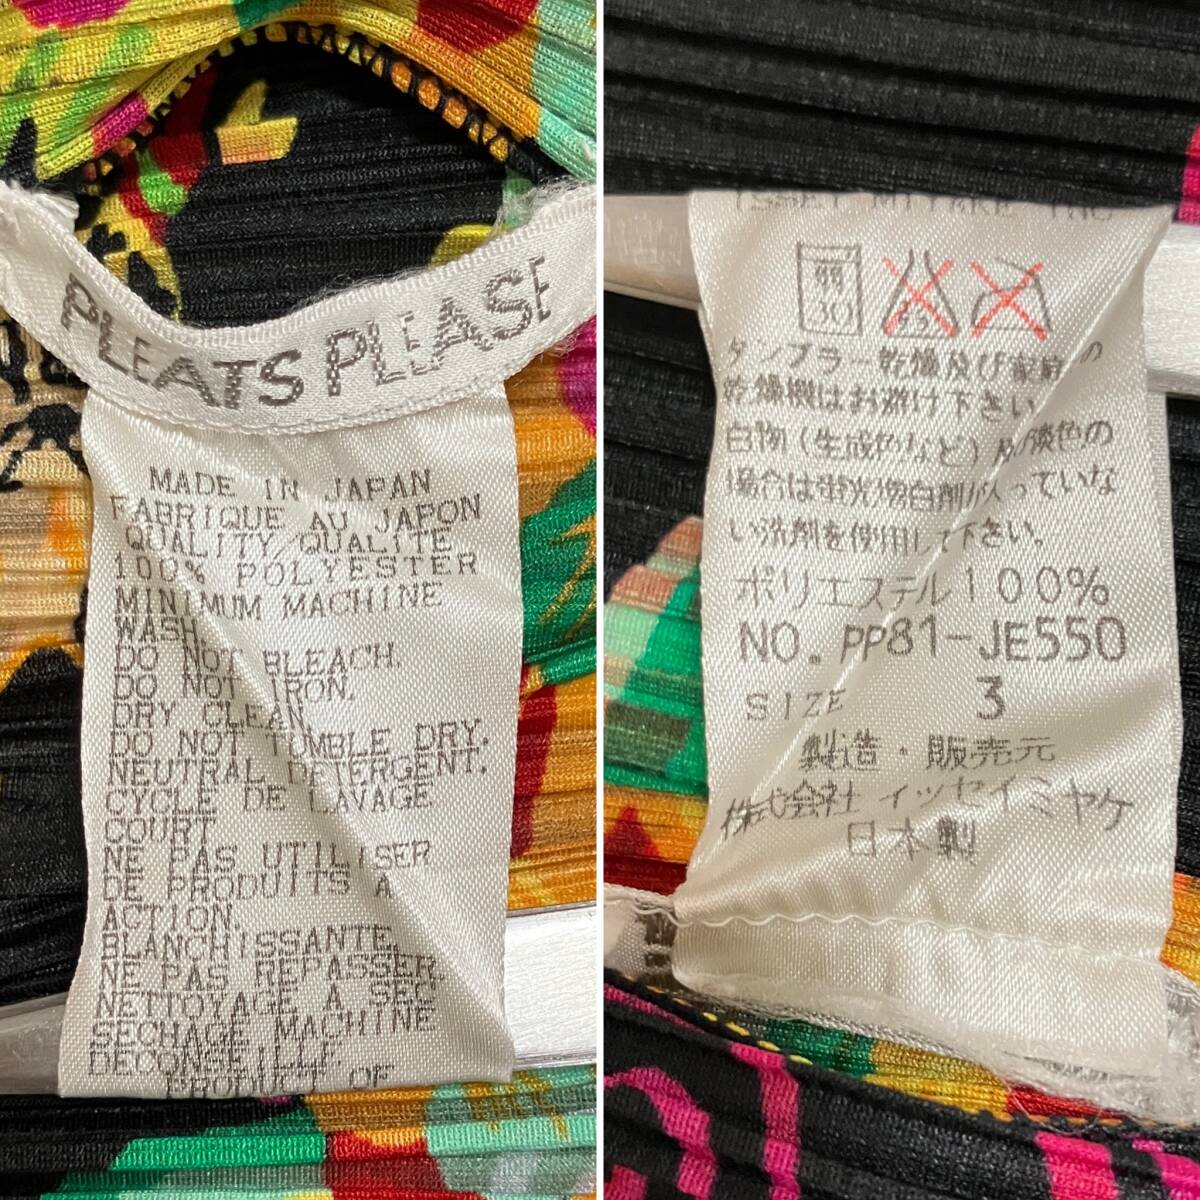 PLEATS PLEASE
MADE IN JAPAN
FABRIQUE AU JAPON
QUALITY/QUALITE
100% POLYESTER
MINIMUM MACHINE
WASH.
DO NOT BLEACH.
DO NOT IRON.
DRY CLEAN.
DO NOT TUMBLE DRY.
NEUTRAL DETERGENT.
CYCLE DE LAVAGE
COURT.
NE PAS UTILISER
DE PRODUITS A
ACTION
BLANCHISSANTE.
NE PAS REPASSER.
NETTOYAGE A SEC
SECHAGE MACHINE
DECONSEILLE.
PRODUCT OF
ISSEY MIYAKE INC
30
タンブラー乾燥及び家庭の
乾燥機はお避け下さい。
白物(生成色など)及び淡色の
場合は蛍光増白剤が入っていな
い洗剤を使用して下さい。
ポリエステル100%
NO. PP81-JE550
SIZE 3
製造・販売元
株式会社 イッセイミヤケ
日本製